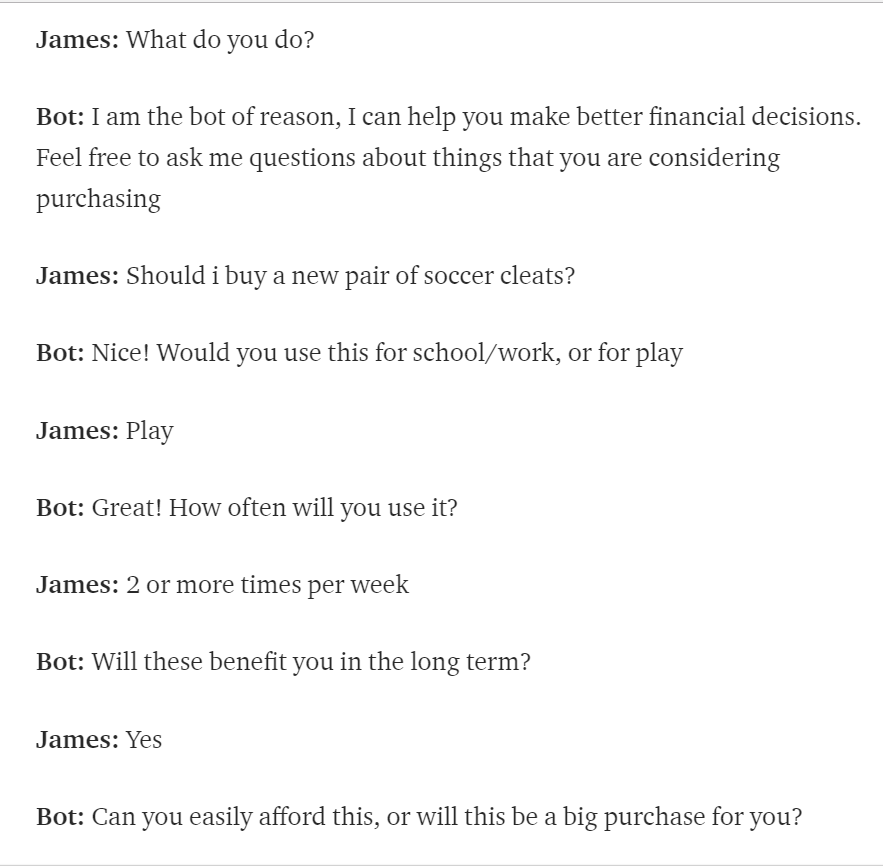 James: What do you do?
Bot: I am the bot of reason, I can help you make better financial decisions.
Feel free to ask me questions about things that you are considering
purchasing
James: Should i buy a new pair of soccer cleats?
Bot: Nice! Would you use this for school/work, or for play
James: Play
Bot: Great! How often will you use it?
James: 2 or more times per week
Bot: Will these benefit you in the long term?
James: Yes
Bot: Can you easily afford this, or will this be a big purchase for you?